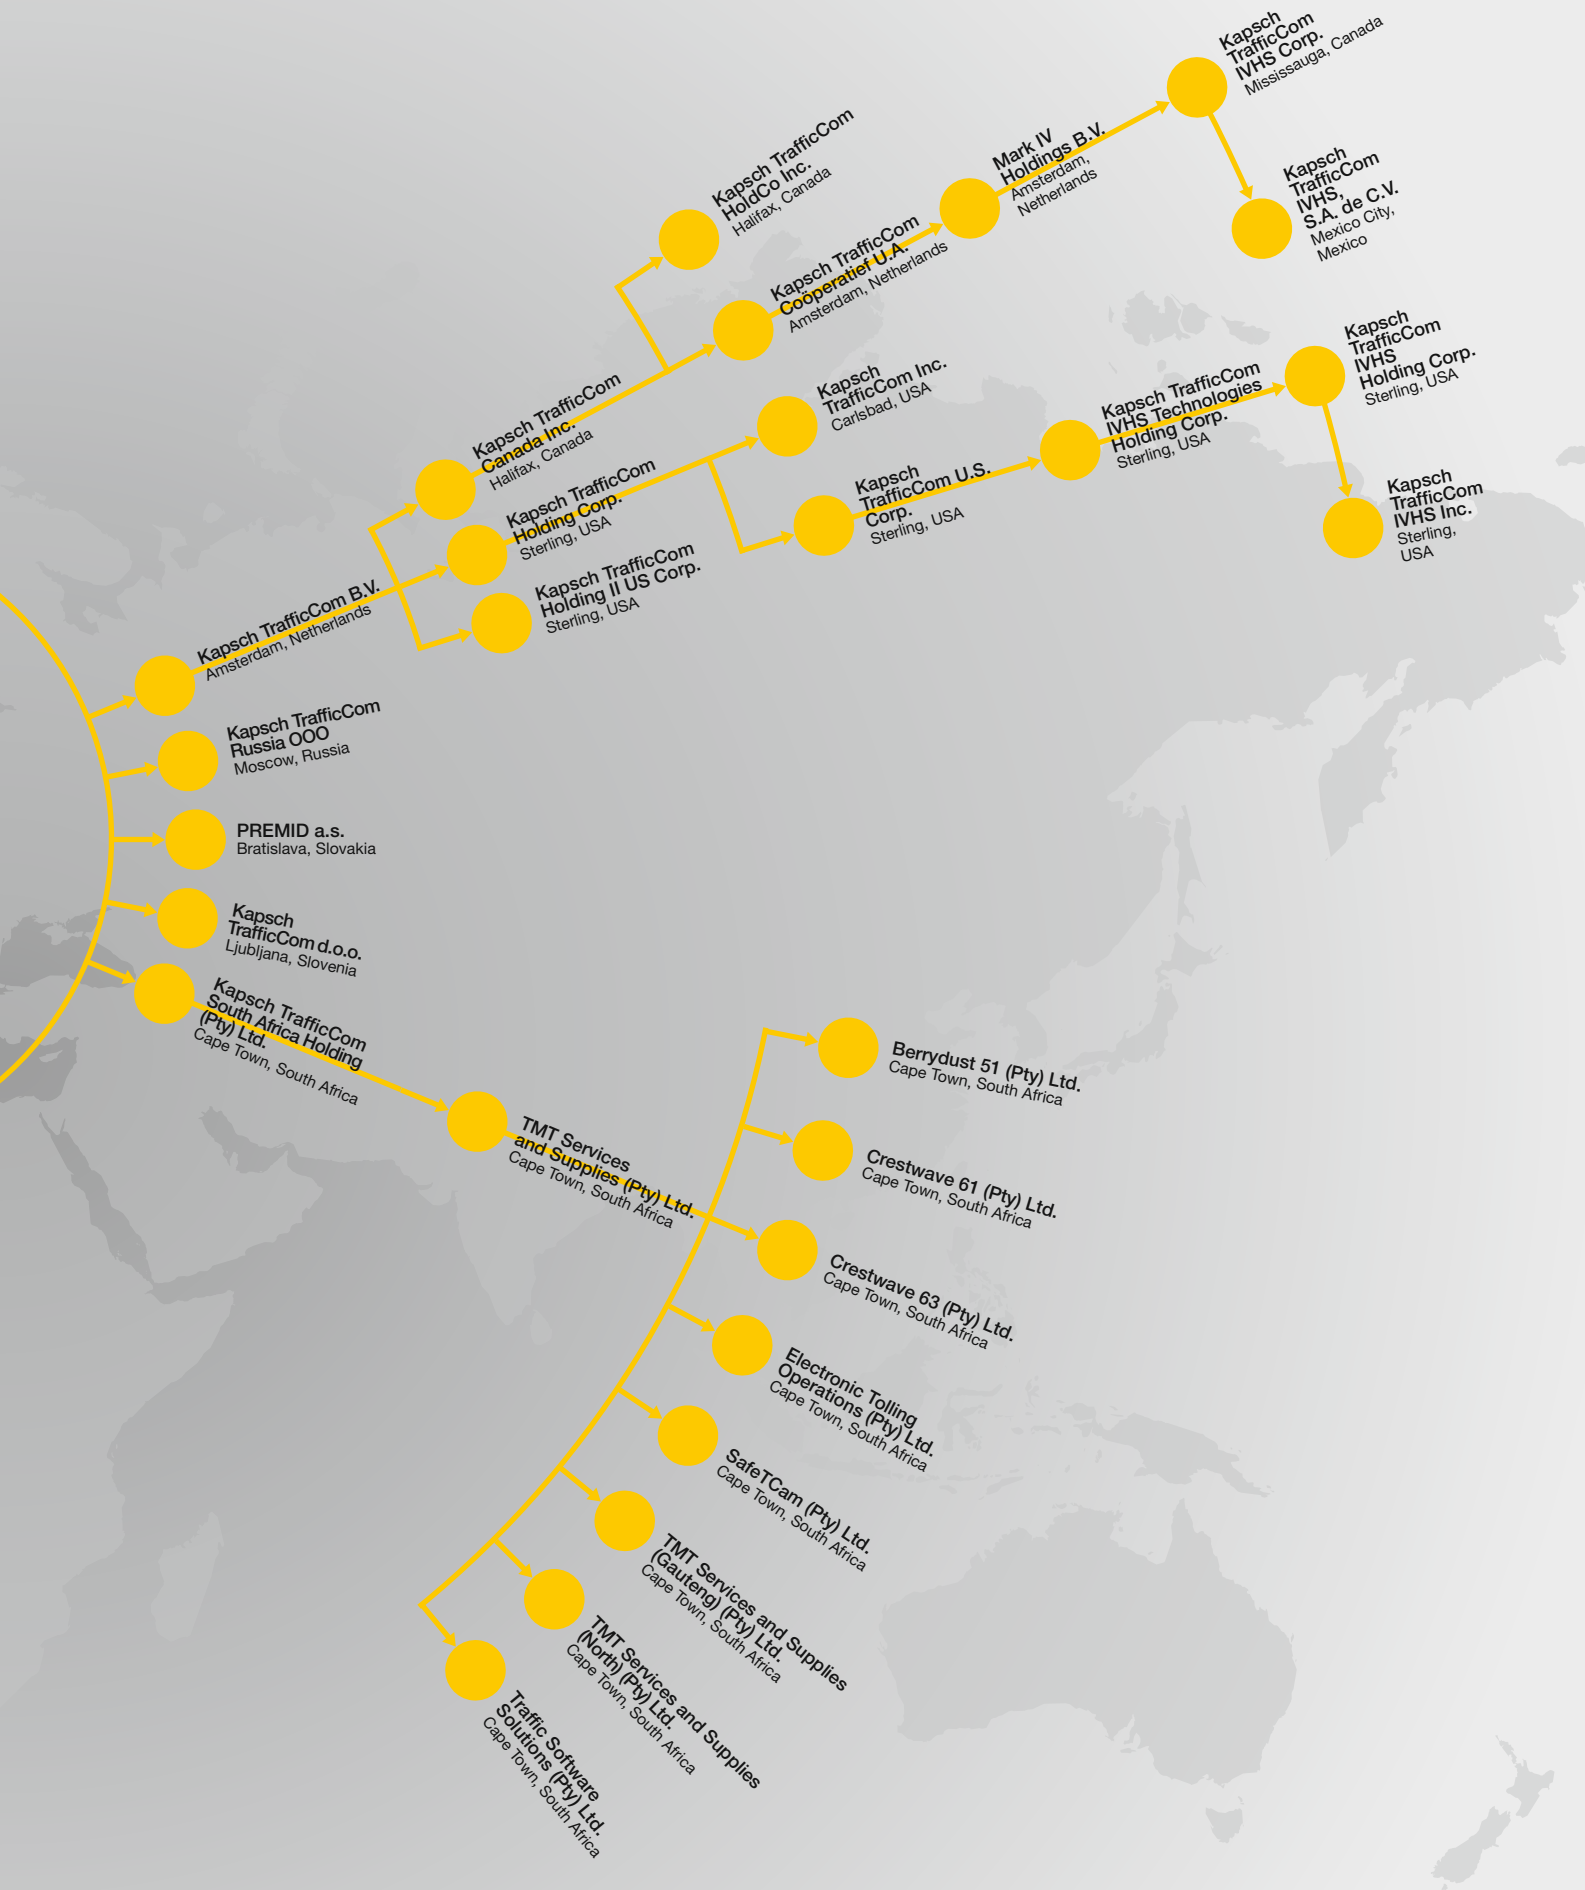 Kapsch
TrafficCom
IVHS Corp.
Mississauga, Canada
Kapsch
TrafficCom
IVHS,
S.A. de C.V.
Mexico City,
Mexico
Mark IV
Holdings B.V.
Amsterdam,
Netherlands
Kapsch TrafficCom
HoldCo Inc.
Halifax, Canada
Kapsch TrafficCom
Coöperatief U.A.
Amsterdam, Netherlands
Kapsch TrafficCom
Canada Inc.
Halifax, Canada
Kapsch
TrafficCom Inc.
Carlsbad, USA
Kapsch TrafficCom
Holding Corp.
Sterling, USA
Kapsch
TrafficCom U.S.
Corp.
Sterling, USA
Kapsch TrafficCom
IVHS Technologies
Holding Corp.
Sterling, USA
Kapsch
TrafficCom
IVHS
Holding Corp.
Sterling, USA
Kapsch
TrafficCom
IVHS Inc.
Sterling,
USA
Kapsch TrafficCom
Holding II US Corp.
Sterling, USA
Kapsch TrafficCom B.V.
Amsterdam, Netherlands
Kapsch TrafficCom
Russia OOO
Moscow, Russia
PREMID a.s.
Bratislava, Slovakia
Kapsch
TrafficCom d.o.o.
Ljubljana, Slovenia
Kapsch TrafficCom
South Africa Holding
(Pty) Ltd.
Cape Town, South Africa
TMT Services
and Supplies (Pty) Ltd.
Cape Town, South Africa
Berrydust 51 (Pty) Ltd.
Cape Town, South Africa
Crestwave 61 (Pty) Ltd.
Cape Town, South Africa
Crestwave 63 (Pty) Ltd.
Cape Town, South Africa
Electronic Tolling
Operations (Pty) Ltd.
Cape Town, South Africa
SafeTCam (Pty) Ltd.
Cape Town, South Africa
TMT Services and Supplies
(Gauteng) (Pty) Ltd.
Cape Town, South Africa
TMT Services and Supplies
(North) (Pty) Ltd.
Cape Town, South Africa
Traffic Software
Solutions (Pty) Ltd.
Cape Town, South Africa